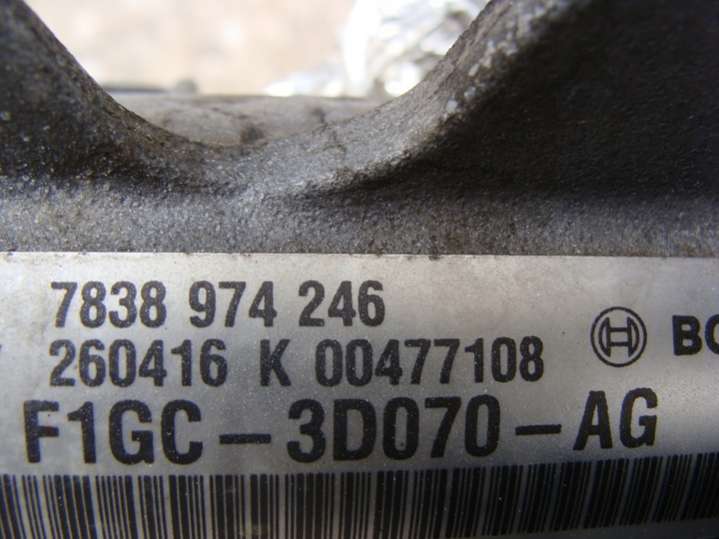 7838 974 246
260416 K 00477108
BO
F1GC-3D070-AG